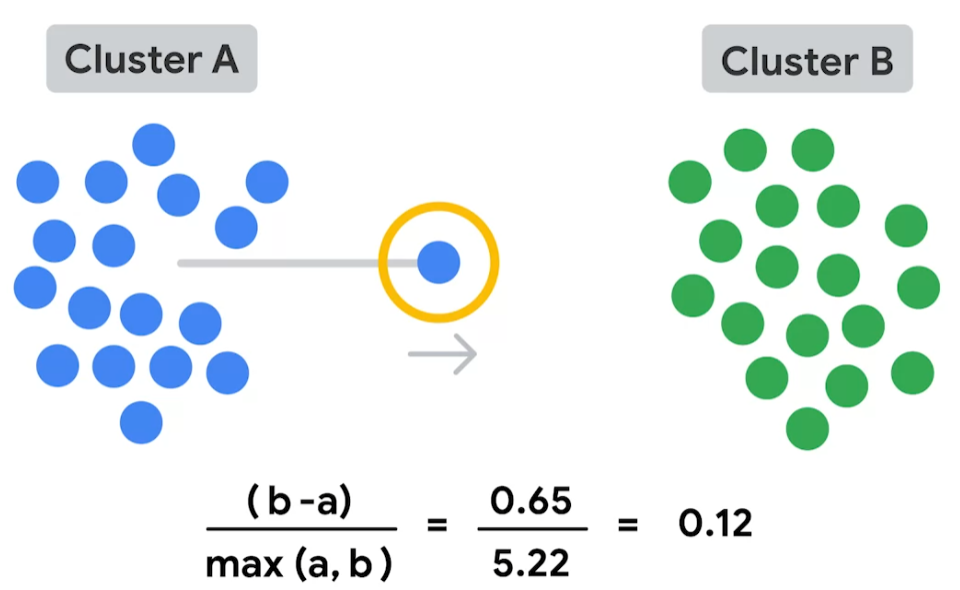 Cluster A
Cluster B
(b-a)
max (a, b)
=
0.65
5.22
=
0.12